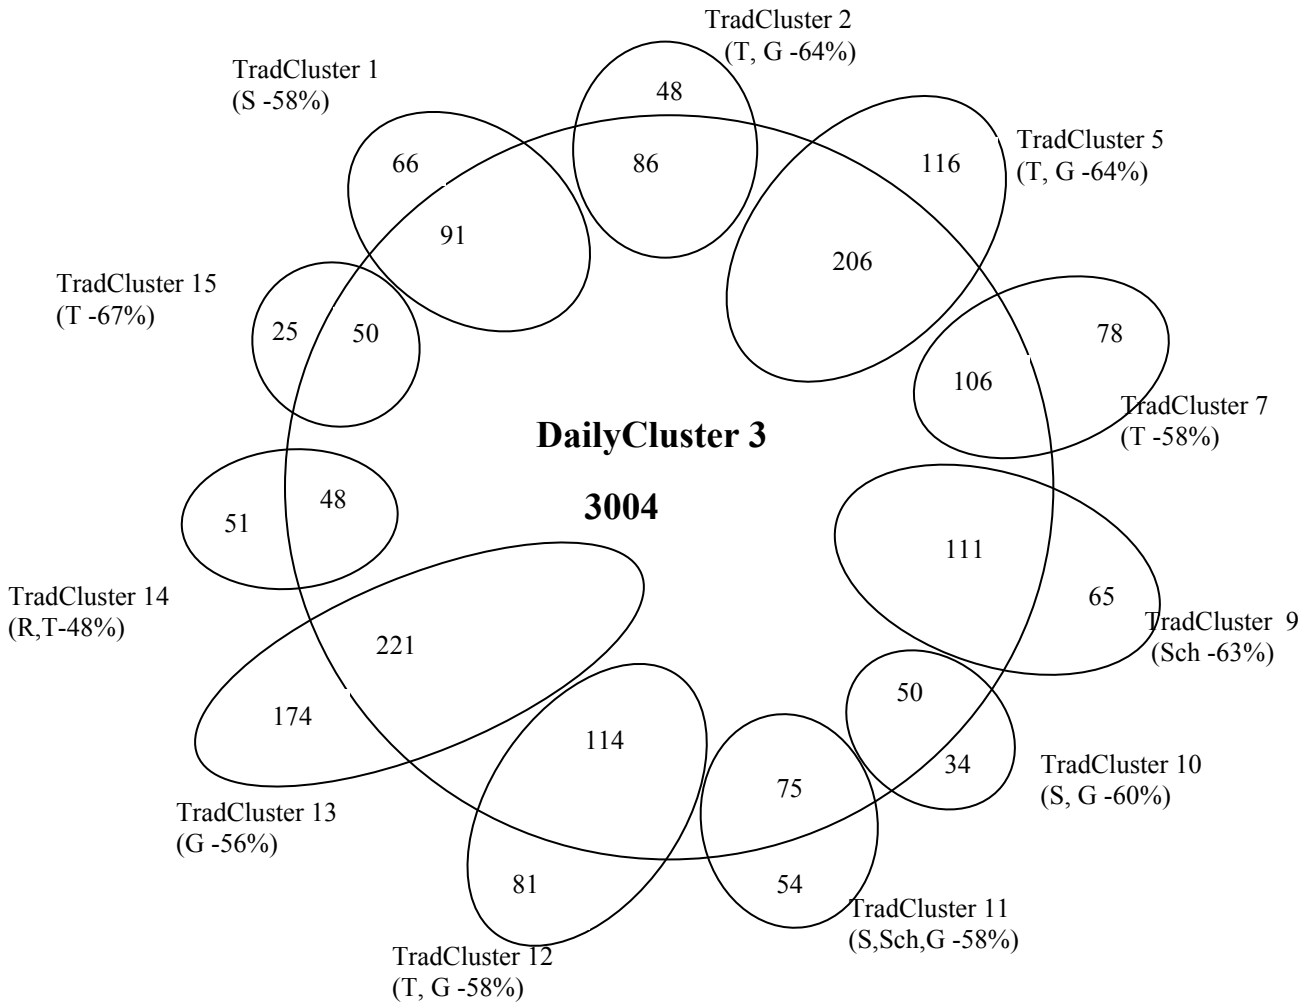 TradCluster 2
(T, G -64%)
48
86
TradCluster 1
(S -58%)
66
91
TradCluster 5
(T, G -64%)
116
206
TradCluster 15
(T -67%)
25
50
78
106
TradCluster 7
(T -58%)
DailyCluster 3
3004
51
48
111
65
TradCluster 14
(R,T-48%)
TradCluster  9
(Sch -63%)
221
174
50
34
TradCluster 10
(S, G -60%)
114
81
75
54
TradCluster 13
(G -56%)
TradCluster 11
(S,Sch,G -58%)
TradCluster 12
(T, G -58%)